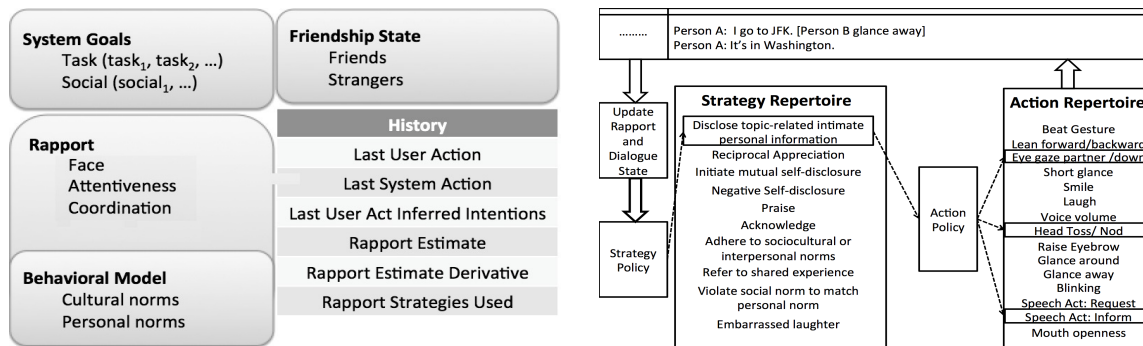 System Goals
Task (task1, task2, …)
Social (social1, …)
Friendship State
Friends
Strangers
Rapport
Face
Attentiveness
Coordination
Behavioral Model
Cultural norms
Personal norms
History
Last User Action
Last System Action
Last User Act Inferred Intentions
Rapport Estimate
Rapport Estimate Derivative
Rapport Strategies Used
………
Person A: I go to JFK. [Person B glance away]
Person A: It's in Washington.
Update
Rapport
and
Dialogue
State
Strategy
Policy
Strategy Repertoire
Disclose topic-related intimate
personal information
Reciprocal Appreciation
Initiate mutual self-disclosure
Negative Self-disclosure
Praise
Acknowledge
Adhere to sociocultural or
interpersonal norms
Refer to shared experience
Violate social norm to match
personal norm
Embarrassed laughter
Action
Policy
Action Repertoire
Beat Gesture
Lean forward/backward
Eye gaze partner /down
Short glance
Smile
Laugh
Voice volume
Head Toss/ Nod
Raise Eyebrow
Glance around
Glance away
Blinking
Speech Act: Request
Speech Act: Inform
Mouth openness